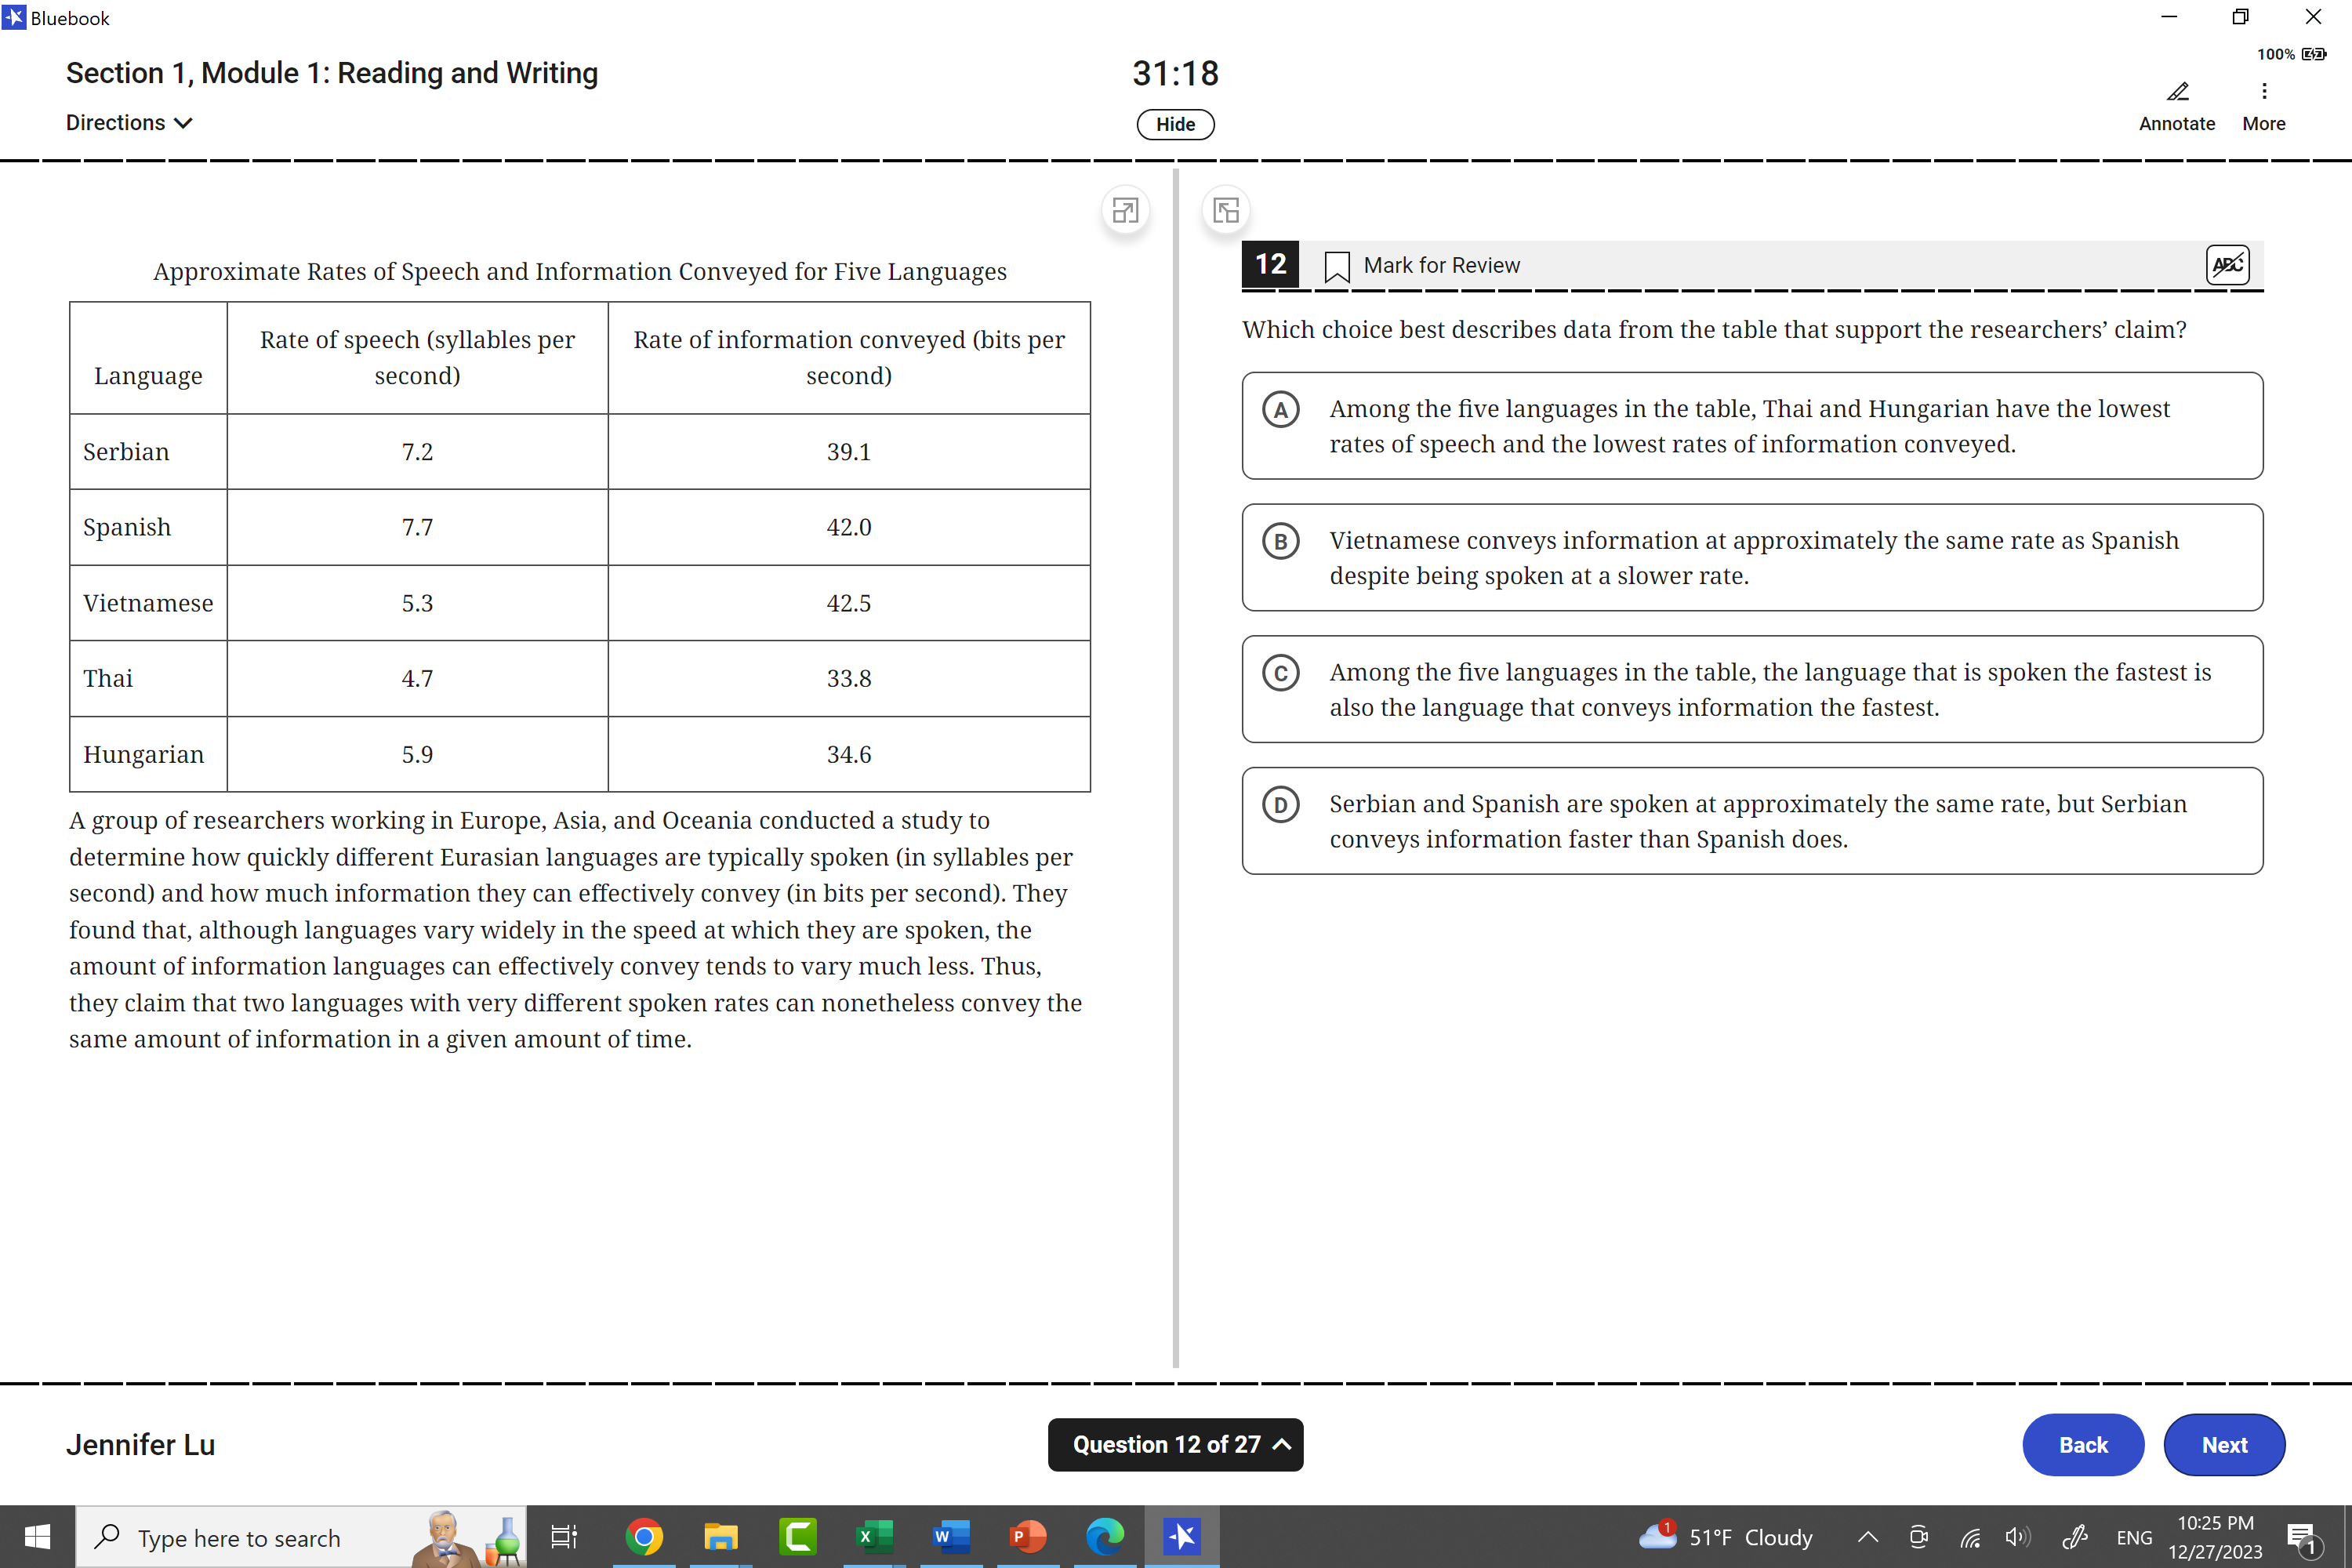 Bluebook
Section 1, Module 1: Reading and Writing
31:18
100%
Directions
Hide
Annotate
More
Approximate Rates of Speech and Information Conveyed for Five Languages
Language
Rate of speech (syllables per
second)
Rate of information conveyed (bits per
second)
Serbian 7.2 39.1
Spanish 7.7 42.0
Vietnamese 5.3 42.5
Thai 4.7 33.8
Hungarian 5.9 34.6
A group of researchers working in Europe, Asia, and Oceania conducted a study to
determine how quickly different Eurasian languages are typically spoken (in syllables per
second) and how much information they can effectively convey (in bits per second). They
found that, although languages vary widely in the speed at which they are spoken, the
amount of information languages can effectively convey tends to vary much less. Thus,
they claim that two languages with very different spoken rates can nonetheless convey the
same amount of information in a given amount of time.
12 Mark for Review
ABC
Which choice best describes data from the table that support the researchers’ claim?
A Among the five languages in the table, Thai and Hungarian have the lowest
rates of speech and the lowest rates of information conveyed.
B Vietnamese conveys information at approximately the same rate as Spanish
despite being spoken at a slower rate.
C Among the five languages in the table, the language that is spoken the fastest is
also the language that conveys information the fastest.
D Serbian and Spanish are spoken at approximately the same rate, but Serbian
conveys information faster than Spanish does.
Jennifer Lu
Question 12 of 27
Back
Next
Type here to search
X
W
P
1
51°F Cloudy
ENG
10:25 PM
12/27/2023
1